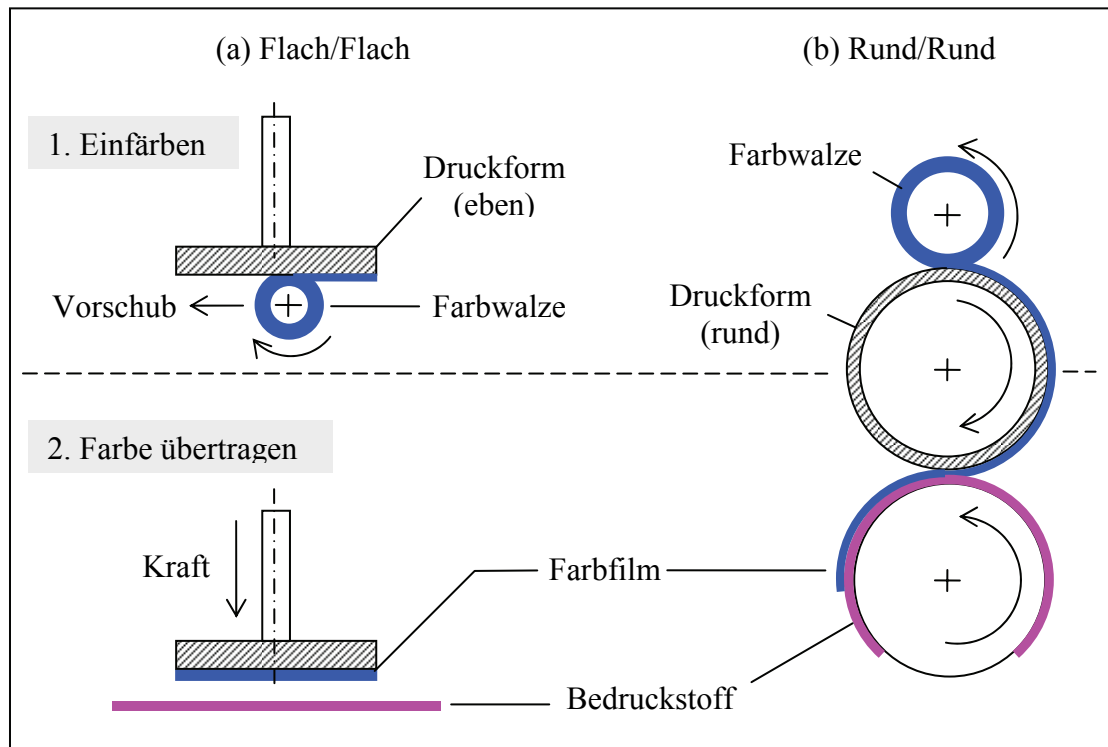 (a) Flach/Flach
(b) Rund/Rund
1. Einfärben
Druckform
(eben)
Farbwalze
Vorschub
Farbwalze
Druckform
(rund)
2. Farbe übertragen
Kraft
Farbfilm
Bedruckstoff